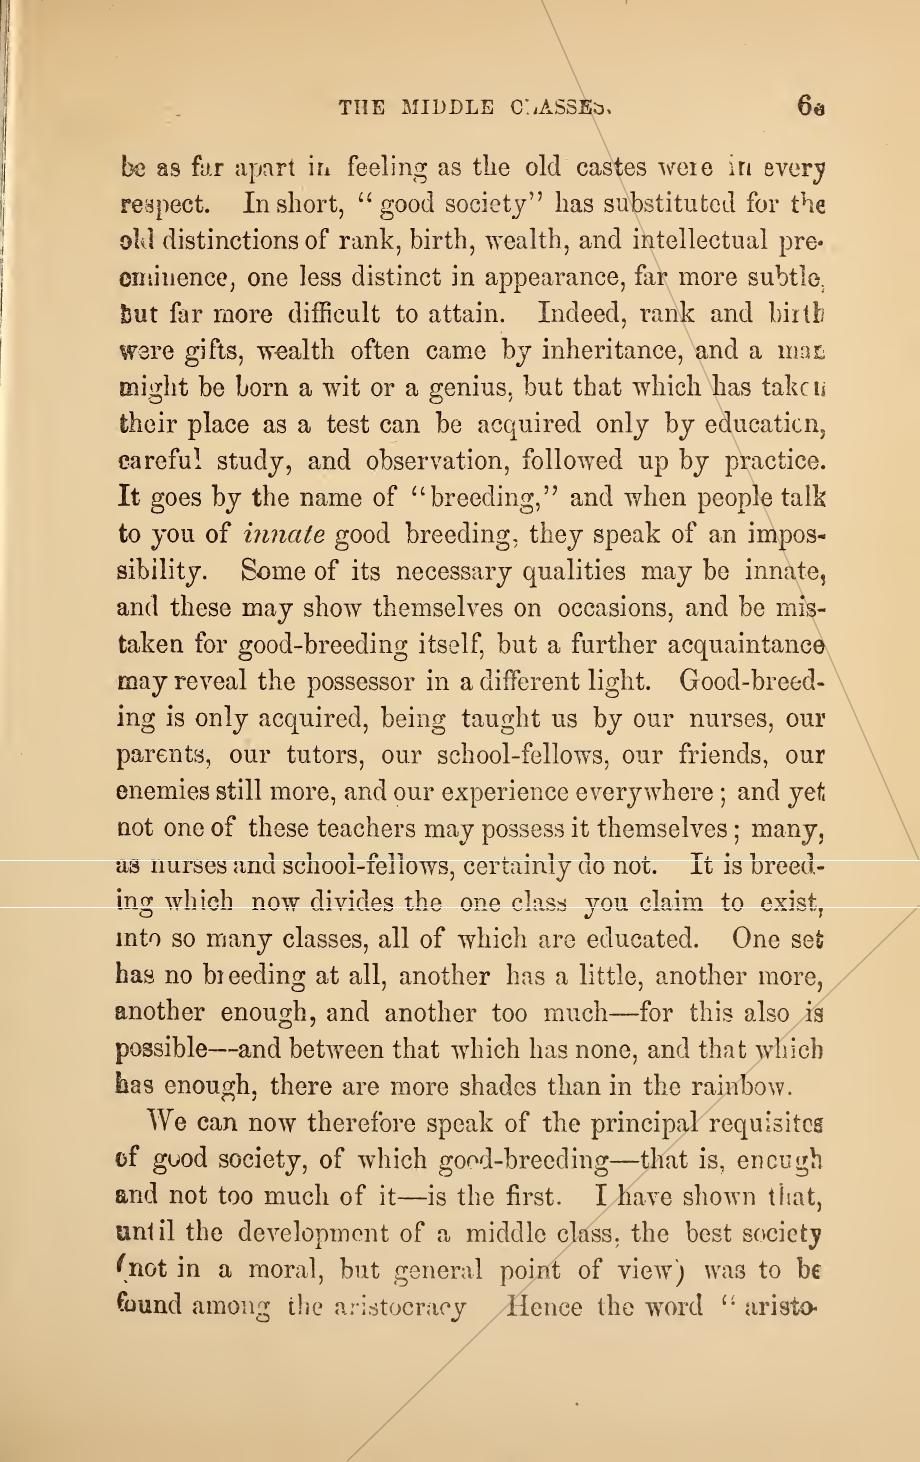 THE MIDDLE CLASSES.
be as far apart in feeling as the old castes were in every
respect. In short, “good society” has substituted for the
old distinctions of rank, birth, wealth, and intellectual pre-
eminence, one less distinct in appearance, far more subtle,
but far more difficult to attain. Indeed, rank and birth
were gifts, wealth often came by inheritance, and a man
might be born a wit or a genius, but that which has taken
their place as a test can be acquired only by education,
careful study, and observation, followed up by practice.
It goes by the name of “breeding,” and when people talk
to you of innate good breeding, they speak of an impos-
sibility. Some of its necessary qualities may be innate,
and these may show themselves on occasions, and be mis-
taken for good-breeding itself, but a further acquaintance
may reveal the possessor in a different light. Good-breed-
ing is only acquired, being taught us by our nurses, our
parents, our tutors, our school-fellows, our friends, our
enemies still more, and our experience everywhere; and yet
not one of these teachers may possess it themselves; many,
as nurses and school-fellows, certainly do not. It is breed-
ing which now divides the one class you claim to exist,
into so many classes, all of which are educated. One set
has no breeding at all, another has a little, another more,
another enough, and another too much—for this also is
possible—and between that which has none, and that which
has enough, there are more shades than in the rainbow.
We can now therefore speak of the principal requisites
of good society, of which good-breeding—that is, enough
and not too much of it—is the first. I have shown that,
until the development of a middle class, the best society
(not in a moral, but general point of view) was to be
found among the aristocracy Hence the word “aristo-